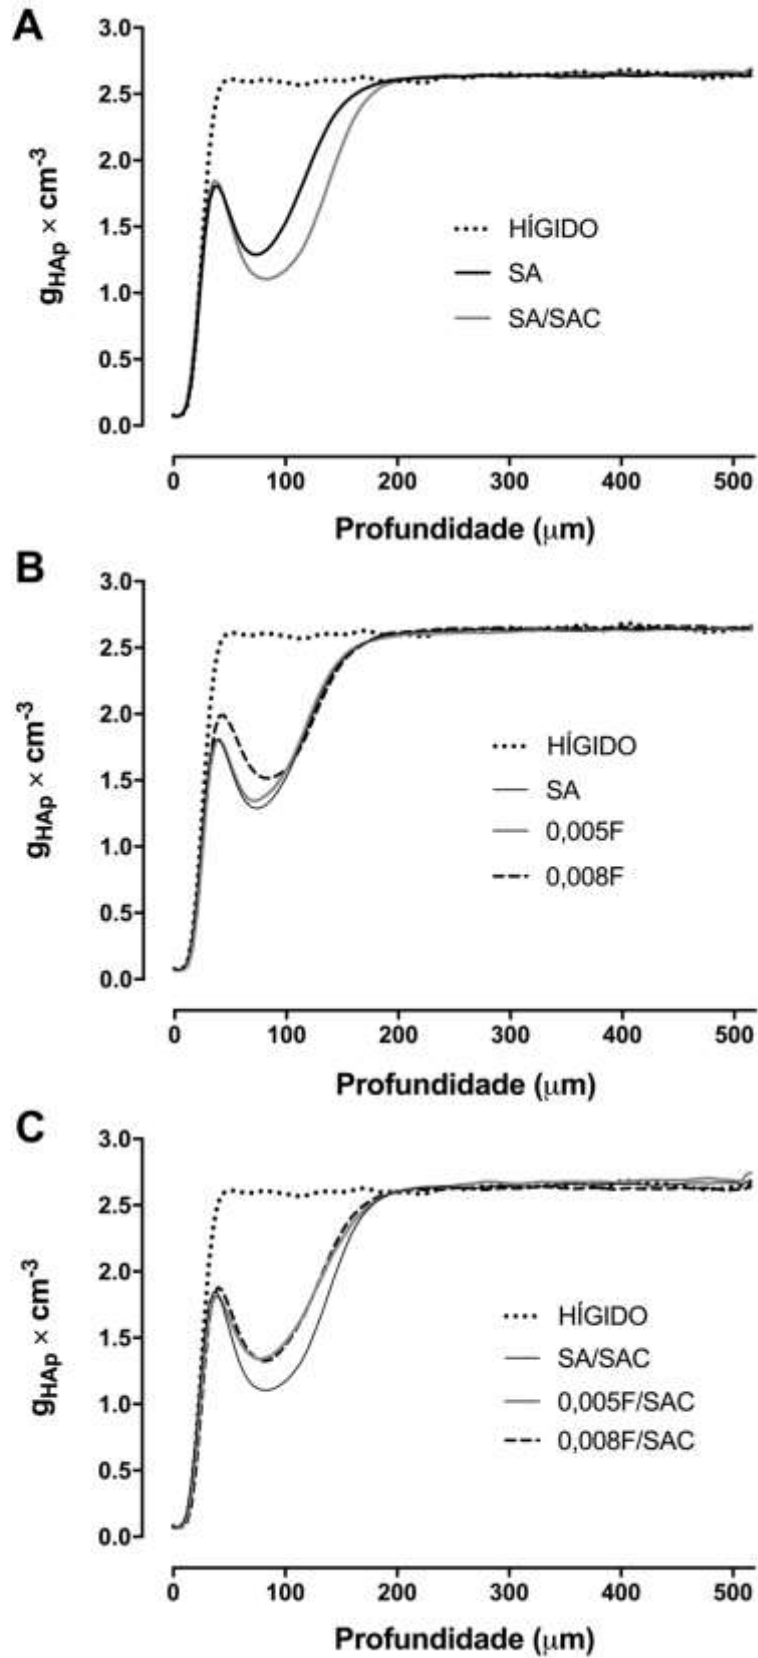 A
3.0
2.5
2.0
1.5
1.0
0.5
0.0
gHAp × cm-3
HÍGIDO
SA
SA/SAC
0 100 200 300 400 500
Profundidade (μm)
B
3.0
2.5
2.0
1.5
1.0
0.5
0.0
gHAp × cm-3
HÍGIDO
SA
0,005F
0,008F
0 100 200 300 400 500
Profundidade (μm)
C
3.0
2.5
2.0
1.5
1.0
0.5
0.0
gHAp × cm-3
HÍGIDO
SA/SAC
0,005F/SAC
0,008F/SAC
0 100 200 300 400 500
Profundidade (μm)